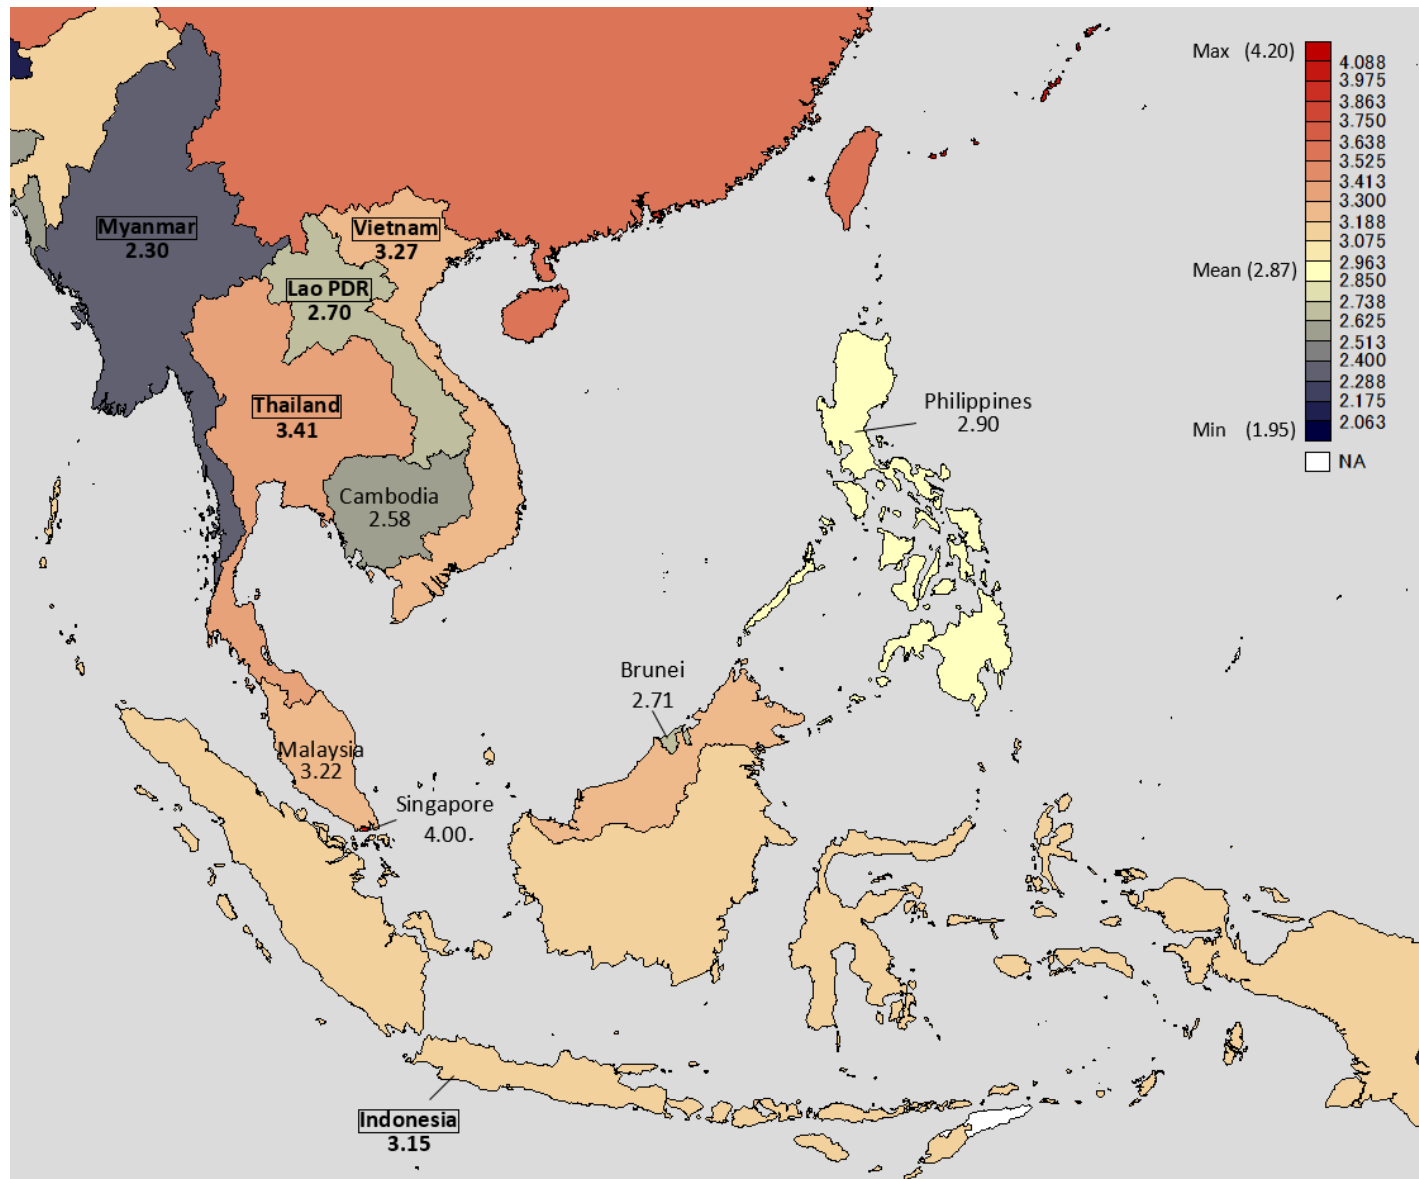 Max (4.20)
4.088
3.975
3.863
3.750
3.638
3.525
3.413
3.300
3.188
3.075
2.963
2.850
2.738
2.625
2.513
2.400
2.288
2.175
2.063
Mean (2.87)
Min (1.95)
NA
Myanmar
2.30
Vietnam
3.27
Lao PDR
2.70
Thailand
3.41
Philippines
2.90
Cambodia
2.58
Brunei
2.71
Malaysia
3.22
Singapore
4.00
Indonesia
3.15